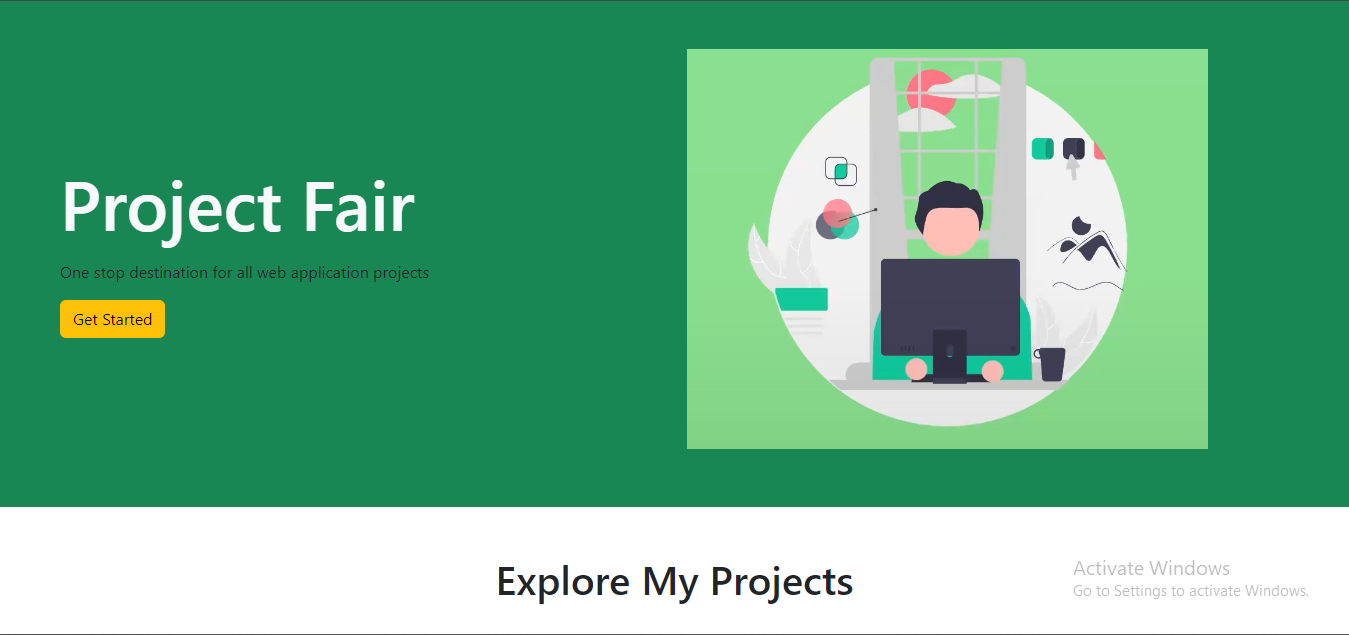 Project Fair
One stop destination for all web application projects
Get Started
Explore My Projects
Activate Windows
Go to Settings to activate Windows.